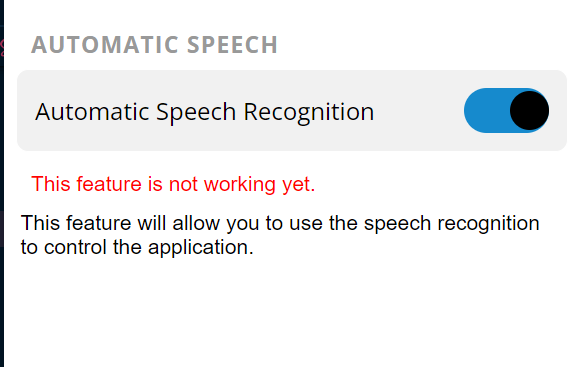 AUTOMATIC SPEECH
Automatic Speech Recognition
This feature is not working yet.
This feature will allow you to use the speech recognition
to control the application.